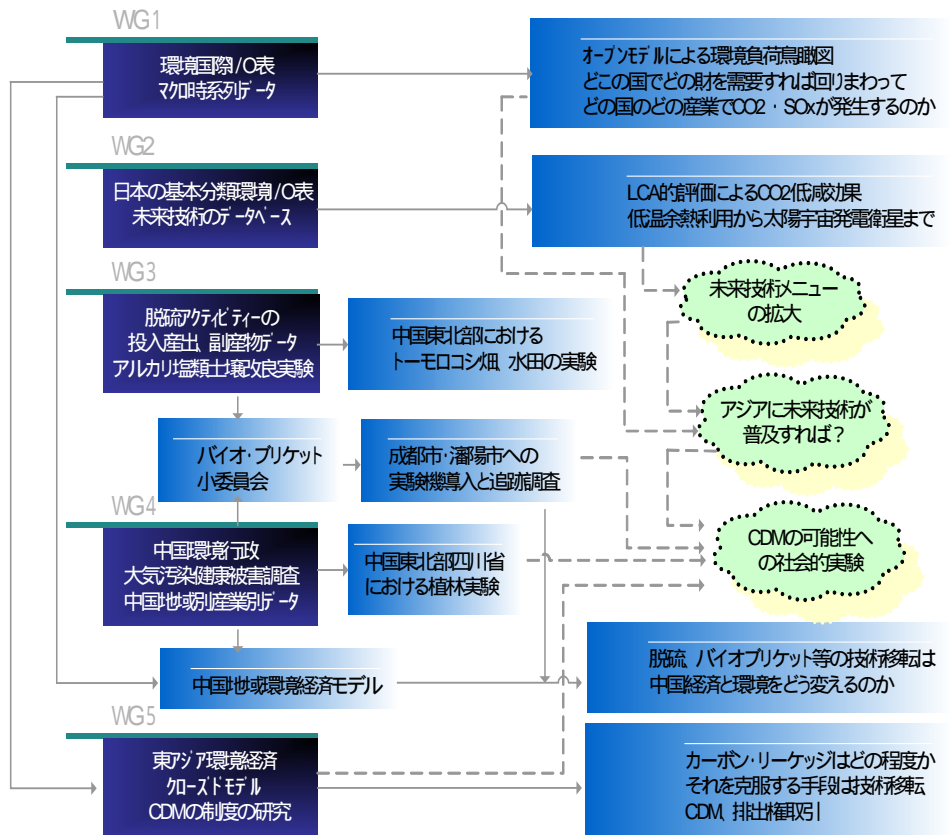 WG1
環境国際I/O表
マクロ時系列データ
オープンモデルによる環境負荷鳥瞰図
どこの国でどの財を需要すれば回りまわって
どの国のどの産業でCO2・SOxが発生するのか
WG2
日本の基本分類環境I/O表
未来技術のデータベース
LCA的評価によるCO2低減効果
低温余熱利用から太陽宇宙発電衛星まで
WG3
脱流アクティビティーの
投入産出、副産物データ
アルカリ塩類土壌改良実験
中国東北部における
トーモロコシ畑、水田の実験
未来技術メニュー
の拡大
アジアに未来技術が
普及すれば？
バイオ・ブリケット
小委員会
成都市・瀋陽市への
実験機導入と追跡調査
WG4
中国環境行政
大気汚染健康被害調査
中国地域別産業別データ
中国東北部四川省
における植林実験
CDMの可能性へ
の社会的実験
中国地域環境経済モデル
脱流、バイオブリケット等の技術移転は
中国経済と環境をどう変えるのか
WG5
東アジア環境経済
クローズドモデル
CDMの制度の研究
カーボン・リーケッジはどの程度か
それを克服する手段は技術移転
CDM、排出権取引